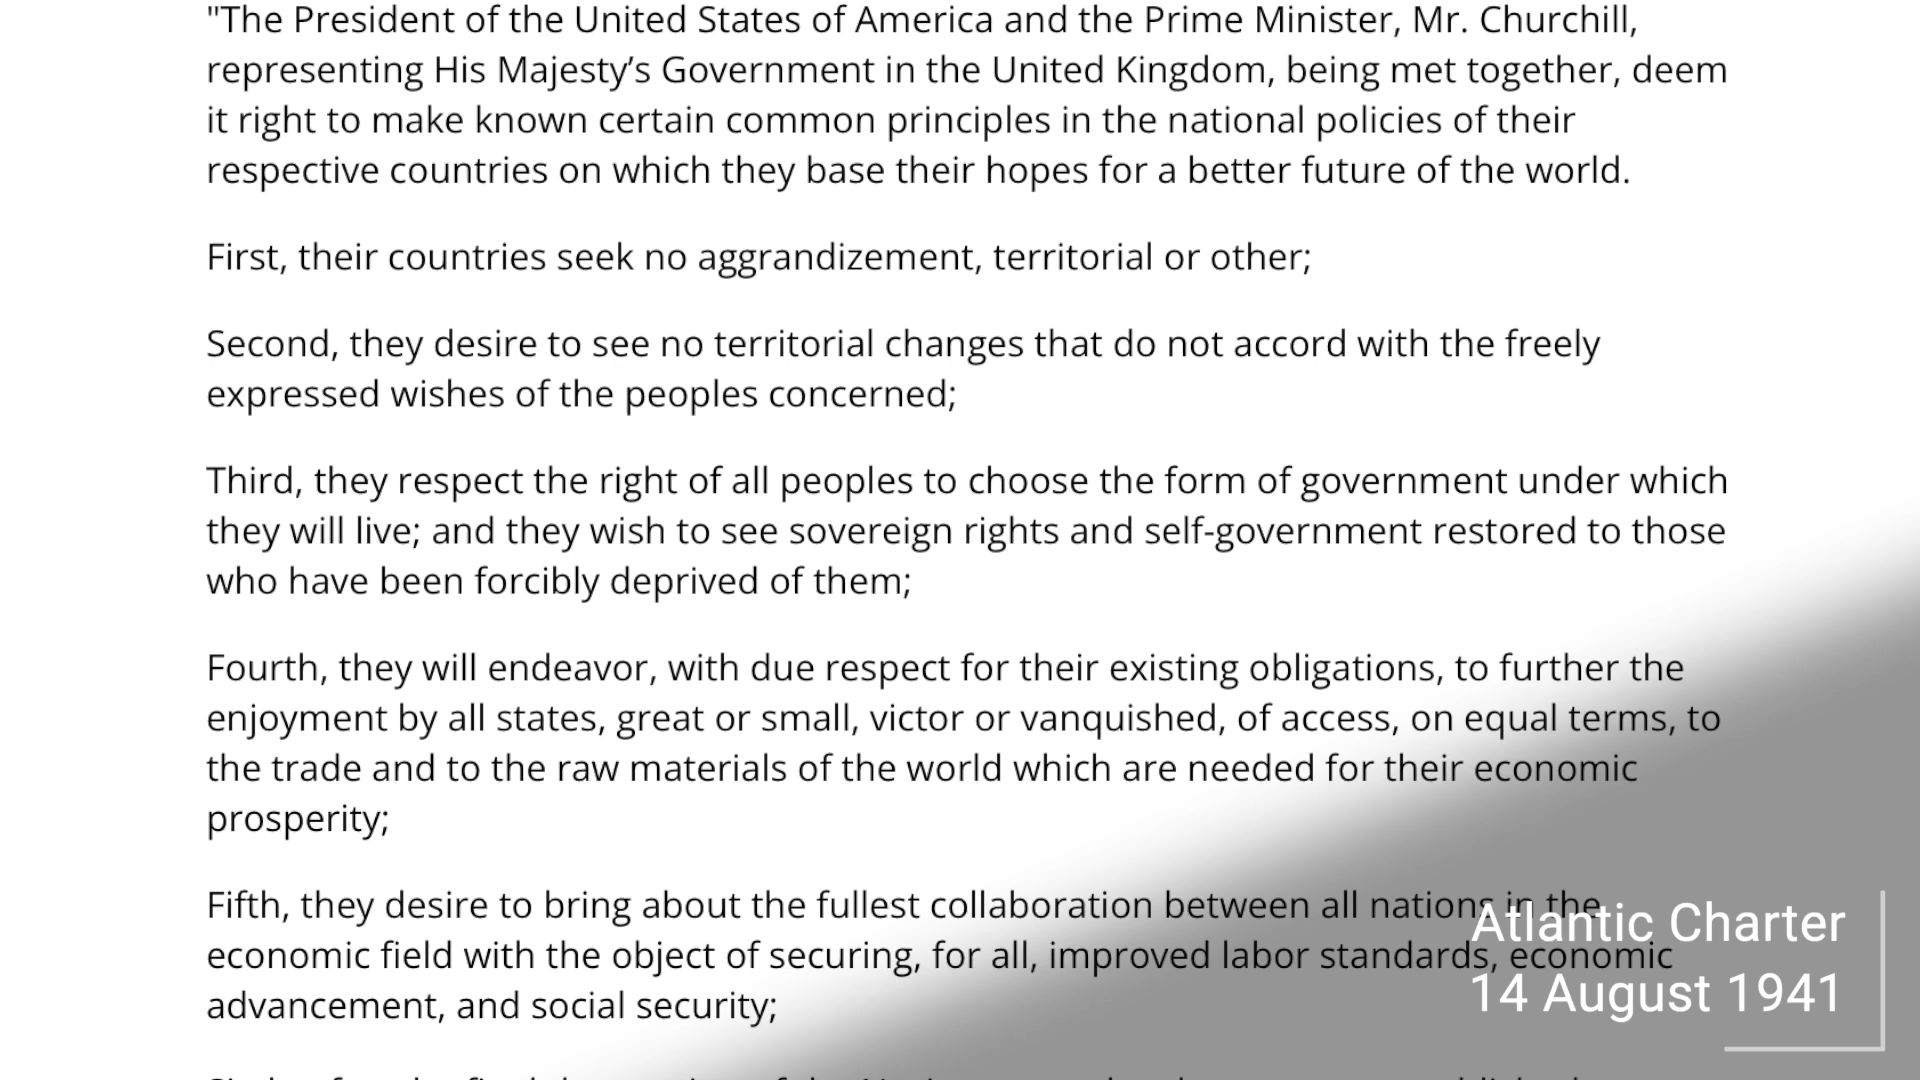 "The President of the United States of America and the Prime Minister, Mr. Churchill,
representing His Majesty’s Government in the United Kingdom, being met together, deem
it right to make known certain common principles in the national policies of their
respective countries on which they base their hopes for a better future of the world.
First, their countries seek no aggrandizement, territorial or other;
Second, they desire to see no territorial changes that do not accord with the freely
expressed wishes of the peoples concerned;
Third, they respect the right of all peoples to choose the form of government under which
they will live; and they wish to see sovereign rights and self-government restored to those
who have been forcibly deprived of them;
Fourth, they will endeavor, with due respect for their existing obligations, to further the
enjoyment by all states, great or small, victor or vanquished, of access, on equal terms, to
the trade and to the raw materials of the world which are needed for their economic
prosperity;
Fifth, they desire to bring about the fullest collaboration between all nations in the
economic field with the object of securing, for all, improved labor standards, economic
advancement, and social security;
Atlantic Charter
14 August 1941